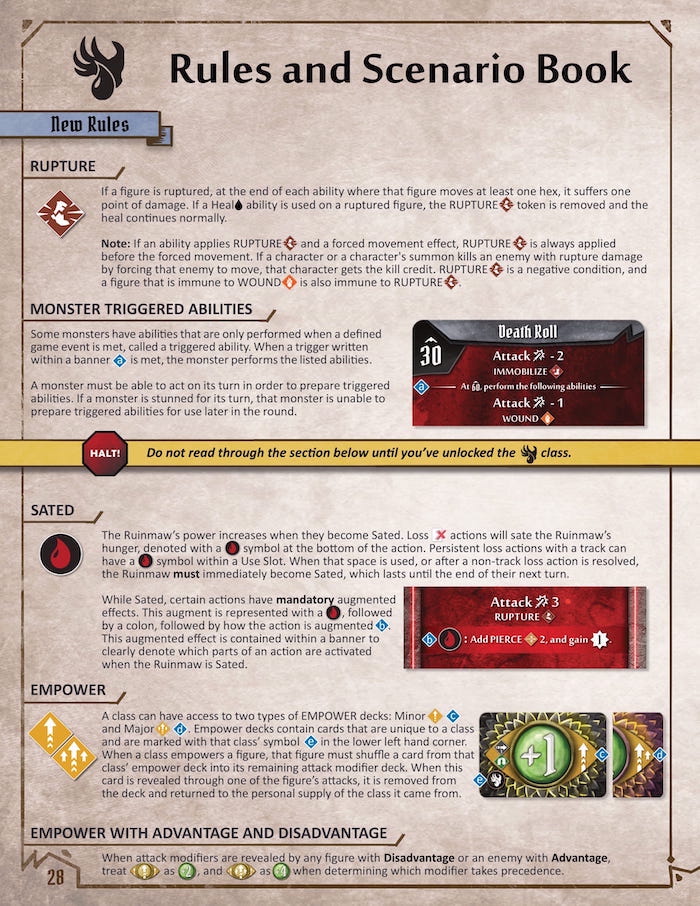 Rules and Scenario Book
New Rules
RUPTURE
If a figure is ruptured, at the end of each ability where that figure moves at least one hex, it suffers one
point of damage. If a Heal ability is used on a ruptured figure, the RUPTURE token is removed and the
heal continues normally.
Note: If an ability applies RUPTURE and a forced movement effect, RUPTURE is always applied
before the forced movement. If a character or a character's summon kills an enemy with rupture damage
by forcing that enemy to move, that character gets the kill credit. RUPTURE is a negative condition, and
a figure that is immune to WOUND is also immune to RUPTURE.
MONSTER TRIGGERED ABILITIES
Some monsters have abilities that are only performed when a defined
game event is met, called a triggered ability. When a trigger written
within a banner a is met, the monster performs the listed abilities.
A monster must be able to act on its turn in order to prepare triggered
abilities. If a monster is stunned for its turn, that monster is unable to
prepare triggered abilities for use later in the round.
Death Roll
30
Attack - 2
IMMOBILIZE
a
At , perform the following abilities
Attack - 1
WOUND
HALT!
Do not read through the section below until you've unlocked the class.
SATED
The Ruinmaw's power increases when they become Sated. Loss actions will sate the Ruinmaw's
hunger, denoted with a symbol at the bottom of the action. Persistent loss actions with a track can
have a symbol within a Use Slot. When that space is used, or after a non-track loss action is resolved,
the Ruinmaw must immediately become Sated, which lasts until the end of their next turn.
While Sated, certain actions have mandatory augmented
effects. This augment is represented with a , followed
by a colon, followed by how the action is augmented b.
This augmented effect is contained within a banner to
clearly denote which parts of an action are activated
when the Ruinmaw is Sated.
Attack 3
RUPTURE
b : Add PIERCE 2, and gain 1.
EMPOWER
A class can have access to two types of EMPOWER decks: Minor c
and Major d. Empower decks contain cards that are unique to a class
and are marked with that class' symbol e in the lower left hand corner.
When a class empowers a figure, that figure must shuffle a card from that
class' empower deck into its remaining attack modifier deck. When this
card is revealed through one of the figure's attacks, it is removed from
the deck and returned to the personal supply of the class it came from.
+1
c
d
e
EMPOWER WITH ADVANTAGE AND DISADVANTAGE
When attack modifiers are revealed by any figure with Disadvantage or an enemy with Advantage,
treat as , and as when determining which modifier takes precedence.
28